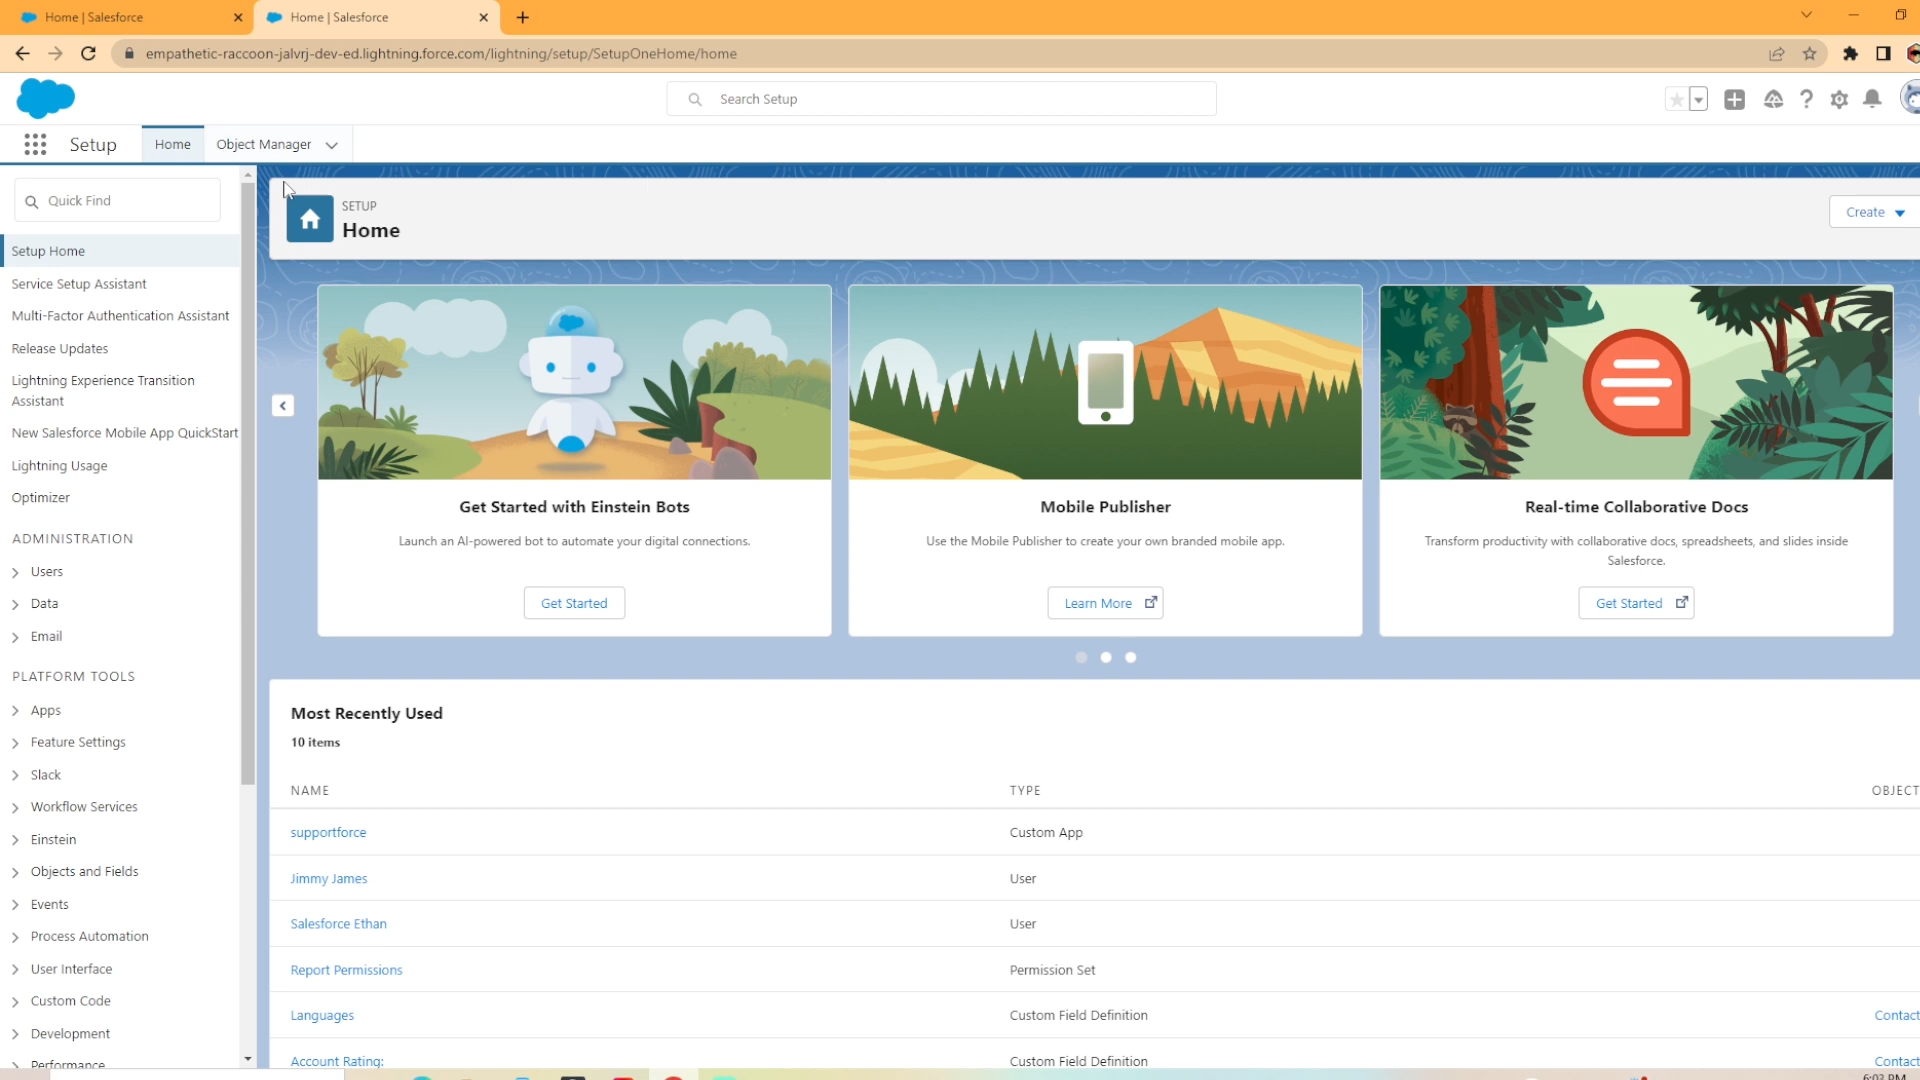 Home | Salesforce
Home | Salesforce
empathetic-raccoon-jalvrj-dev-ed.lightning.force.com/lightning/setup/SetupOneHome/home
Search Setup
Setup
Home
Object Manager
Quick Find
Setup Home
Service Setup Assistant
Multi-Factor Authentication Assistant
Release Updates
Lightning Experience Transition
Assistant
New Salesforce Mobile App QuickStart
Lightning Usage
Optimizer
ADMINISTRATION
Users
Data
Email
PLATFORM TOOLS
Apps
Feature Settings
Slack
Workflow Services
Einstein
Objects and Fields
Events
Process Automation
User Interface
Custom Code
Development
Performance
SETUP
Home
Create
Get Started with Einstein Bots
Launch an AI-powered bot to automate your digital connections.
Get Started
Mobile Publisher
Use the Mobile Publisher to create your own branded mobile app.
Learn More
Real-time Collaborative Docs
Transform productivity with collaborative docs, spreadsheets, and slides inside
Salesforce.
Get Started
Most Recently Used
10 items
NAME TYPE OBJECT
supportforce Custom App
Jimmy James User
Salesforce Ethan User
Report Permissions Permission Set
Languages Custom Field Definition Contact
Account Rating: Custom Field Definition Contact
6:03 PM